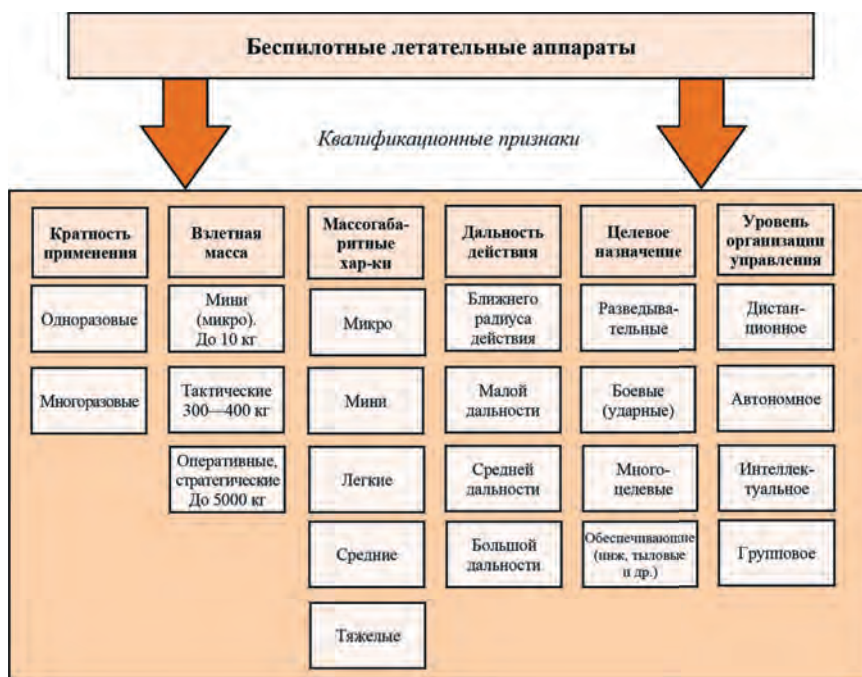 Беспилотные летательные аппараты
Квалификационные признаки
Кратность
применения
Одноразовые
Многоразовые
Взлетная
масса
Мини
(микро).
До 10 кг
Тактические
300—400 кг
Оперативные,
стратегические
До 5000 кг
Массогаба-
ритные
хар-ки
Микро
Мини
Легкие
Средние
Тяжелые
Дальность
действия
Ближнего
радиуса
действия
Малой
дальности
Средней
дальности
Большой
дальности
Целевое
назначение
Разведыва-
тельные
Боевые
(ударные)
Много-
целевые
Обеспечивающие
(инж, тыловые
и др.)
Уровень
организации
управления
Дистан-
ционное
Автономное
Интеллек-
туальное
Групповое